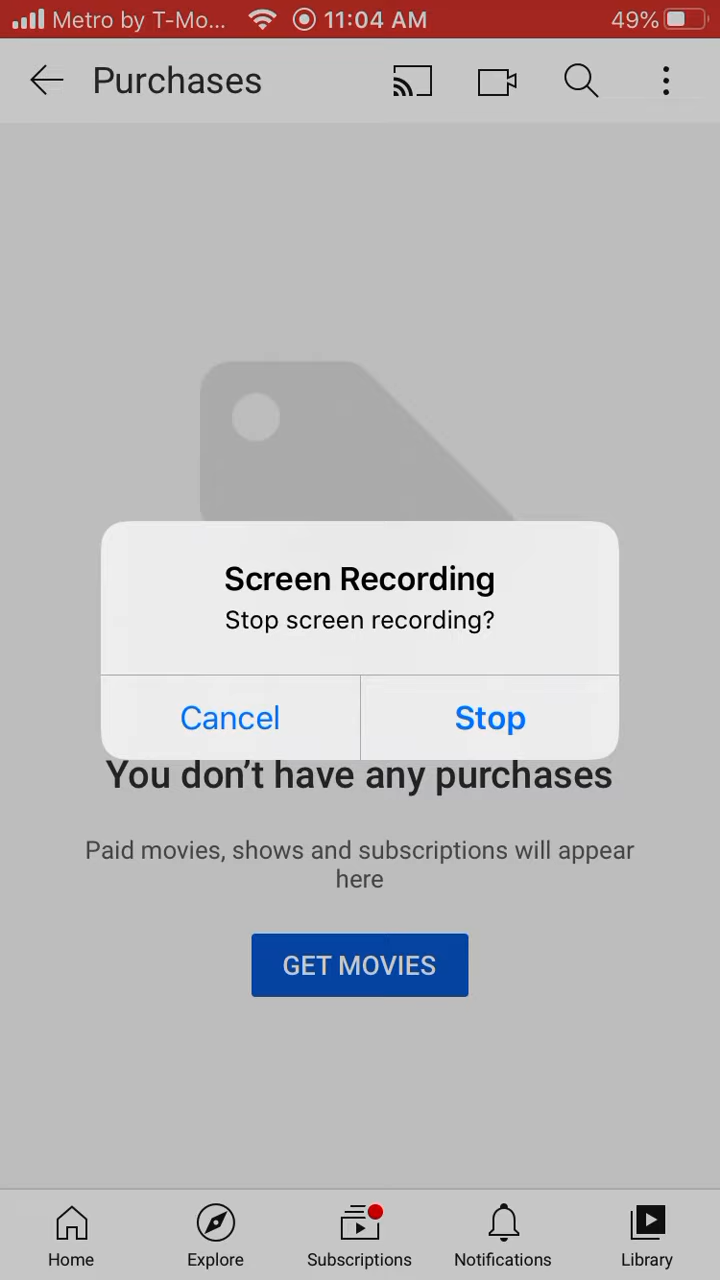 Metro by T-Mo... 11:04 AM 49%
Purchases
Screen Recording
Stop screen recording?
Cancel Stop
You don’t have any purchases
Paid movies, shows and subscriptions will appear
here
GET MOVIES
Home Explore Subscriptions Notifications Library